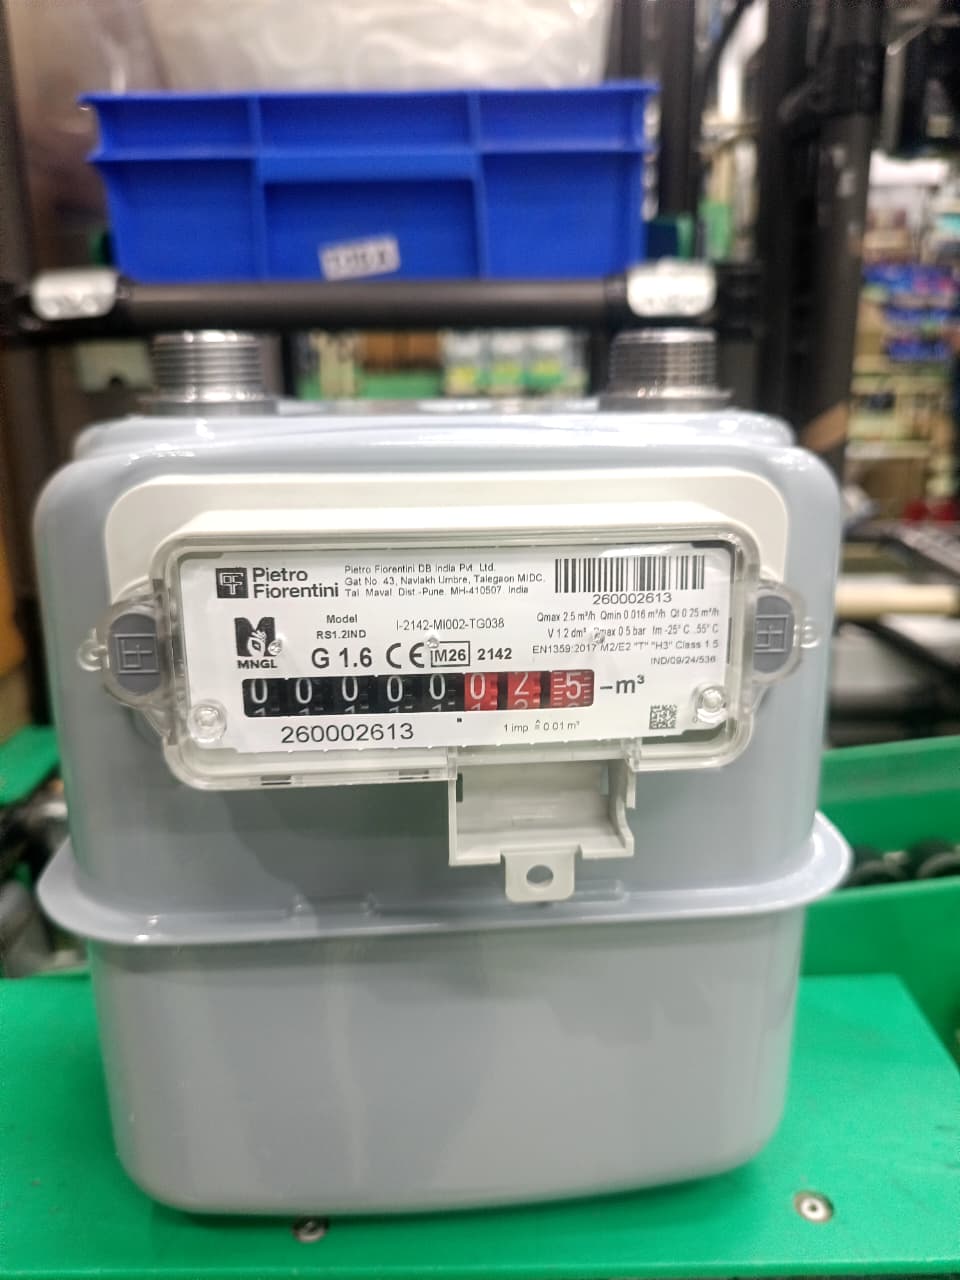 Pietro
Fiorentini
Pietro Fiorentini DB India Pvt. Ltd.
Gat No. 43, Navlakh Umbre, Talegaon MIDC.
Tal. Maval Dist.-Pune. MH-410507 India
260002613
Model
RS1.2IND
I-2142-MI002-TG038
Qmax 2.5 m³/h Qmin 0.016 m³/h Qt 0.25 m³/h
V 1.2 dm³ Pmax 0.5 bar tm -25° C..55° C
MNGL
G 1.6 CE M26 2142
EN1359:2017 M2/E2 "T" "H3" Class 1.5
IND/09/24/536
0 0 0 0 0 0 2 5 –m³
260002613
1 imp ≙ 0.01 m³